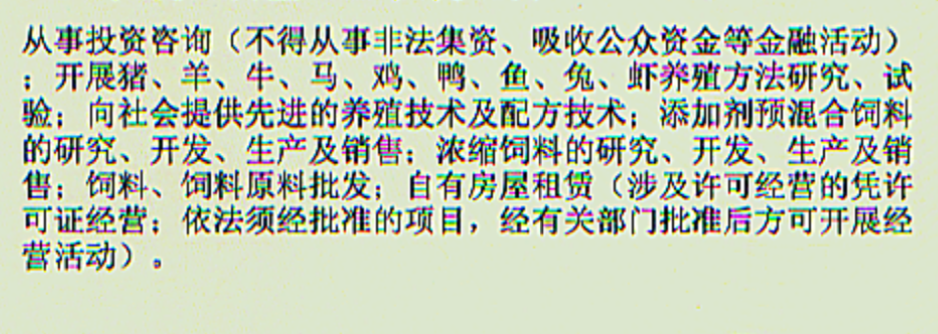 从事投资咨询（不得从事非法集资、吸收公众资金等金融活动）
；开展猪、羊、牛、马、鸡、鸭、鱼、兔、虾养殖方法研究、试
验；向社会提供先进的养殖技术及配方技术；添加剂预混合饲料
的研究、开发、生产及销售；浓缩饲料的研究、开发、生产及销
售；饲料、饲料原料批发；自有房屋租赁（涉及许可经营的凭许
可证经营；依法须经批准的项目，经有关部门批准后方可开展经
营活动）。